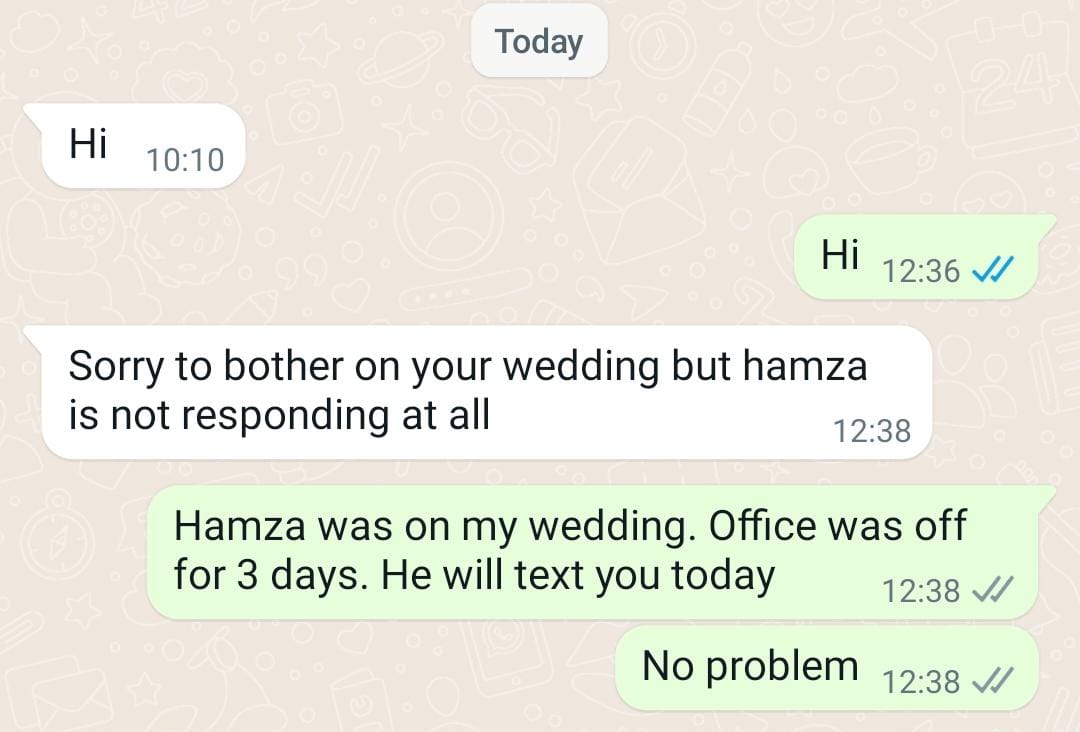 Today
Hi 10:10
Hi 12:36
Sorry to bother on your wedding but hamza
is not responding at all 12:38
Hamza was on my wedding. Office was off
for 3 days. He will text you today 12:38
No problem 12:38